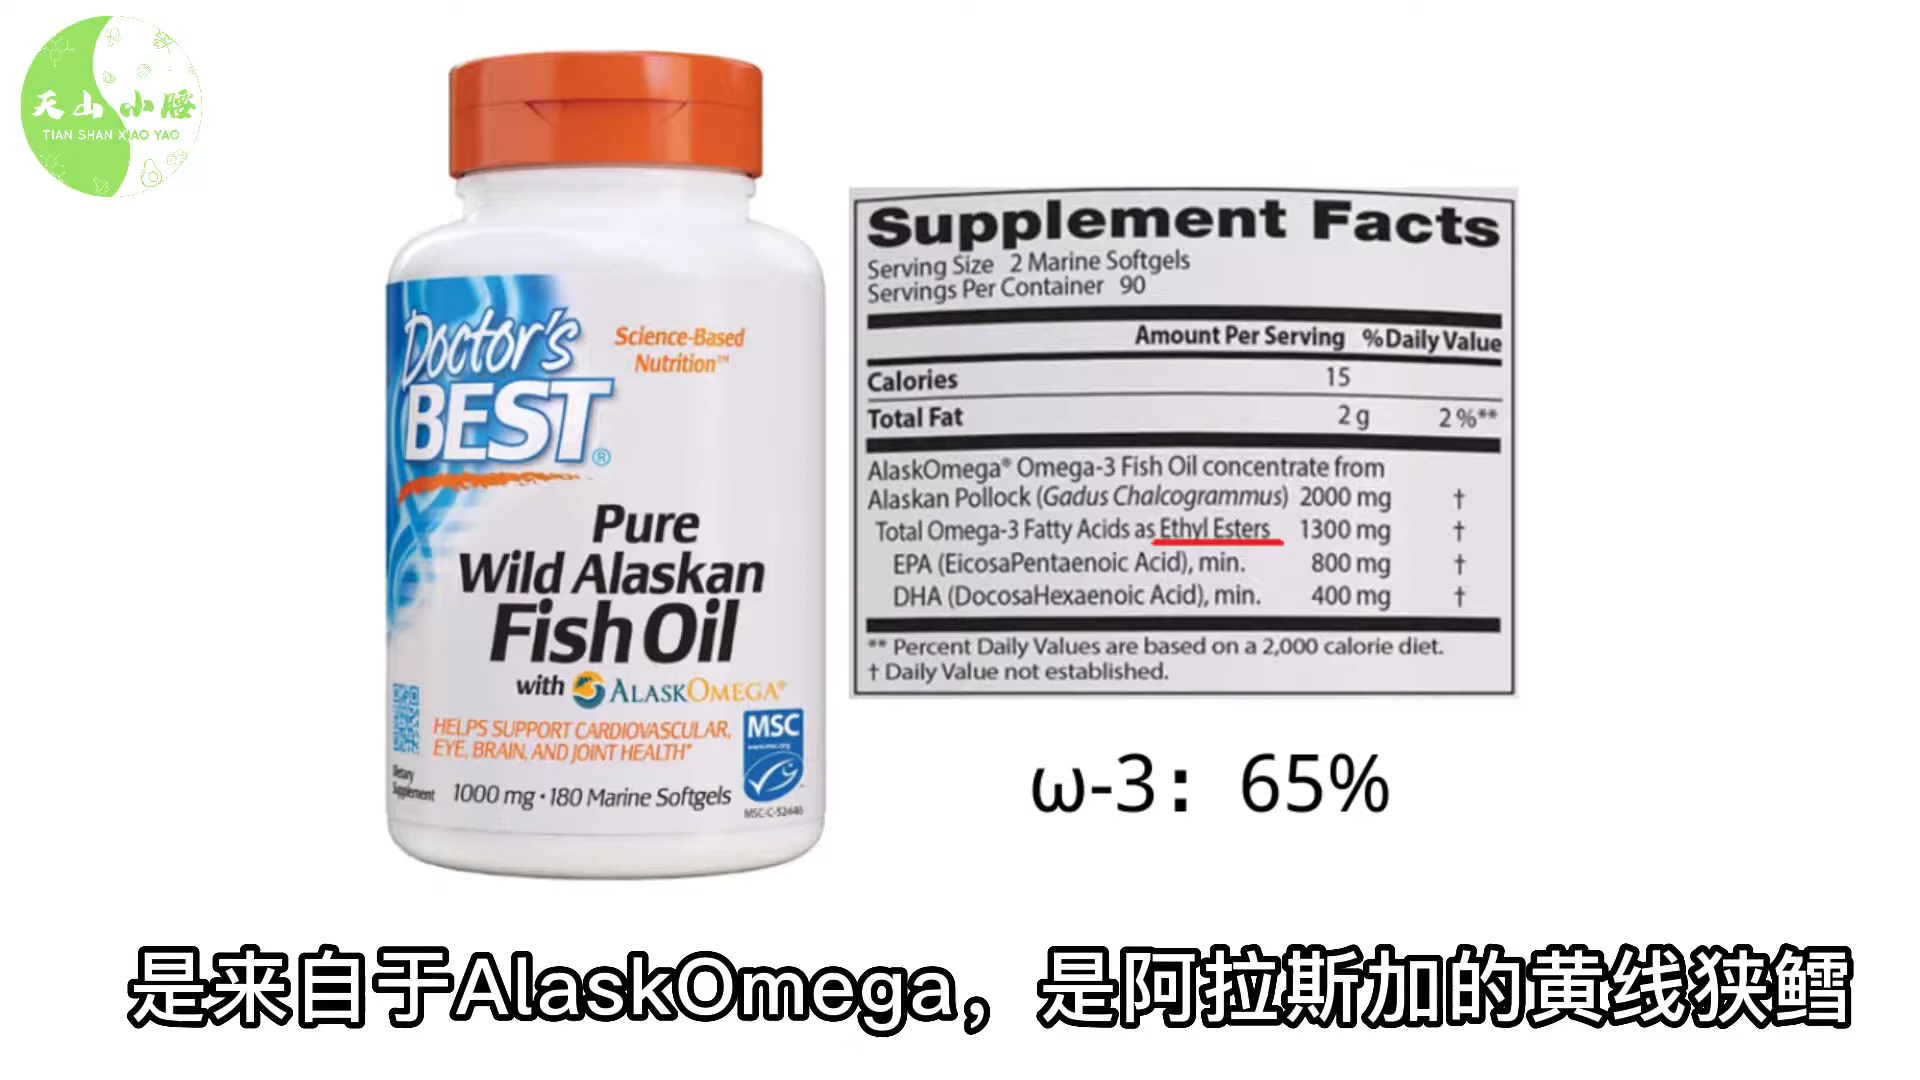 天山小腰
TIAN SHAN XIAO YAO
Doctor's
BEST®
Science-Based
Nutrition™
Pure
Wild Alaskan
Fish Oil
with ALASKOMEGA®
HELPS SUPPORT CARDIOVASCULAR,
EYE, BRAIN, AND JOINT HEALTH*
Dietary
Supplement
1000 mg • 180 Marine Softgels
MSC
www.msc.org
MSC-C-52446
Supplement Facts
Serving Size 2 Marine Softgels
Servings Per Container 90
Amount Per Serving %Daily Value
Calories 15
Total Fat 2 g 2%**
AlaskOmega® Omega-3 Fish Oil concentrate from
Alaskan Pollock (Gadus Chalcogrammus) 2000 mg †
Total Omega-3 Fatty Acids as Ethyl Esters 1300 mg †
EPA (EicosaPentaenoic Acid), min. 800 mg †
DHA (DocosaHexaenoic Acid), min. 400 mg †
** Percent Daily Values are based on a 2,000 calorie diet.
† Daily Value not established.
ω-3：65%
是来自于AlaskOmega，是阿拉斯加的黄线狭鳕